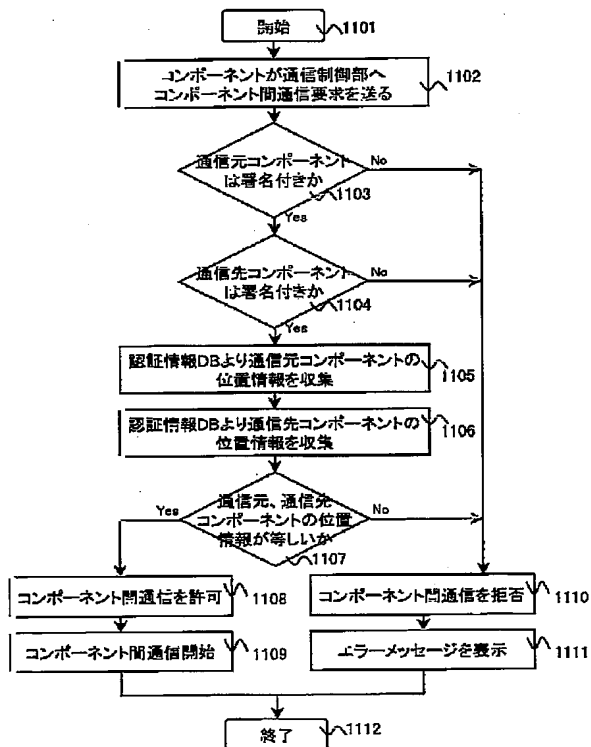 開始
1101
コンポーネントが通信制御部へ
コンポーネント間通信要求を送る
1102
通信元コンポーネント
は署名付きか
1103
No
Yes
通信先コンポーネント
は署名付きか
1104
No
Yes
認証情報DBより通信元コンポーネントの
位置情報を収集
1105
認証情報DBより通信先コンポーネントの
位置情報を収集
1106
通信元、通信先
コンポーネントの位置
情報が等しいか
1107
Yes
No
コンポーネント間通信を許可
1108
コンポーネント間通信を拒否
1110
コンポーネント間通信開始
1109
エラーメッセージを表示
1111
終了
1112